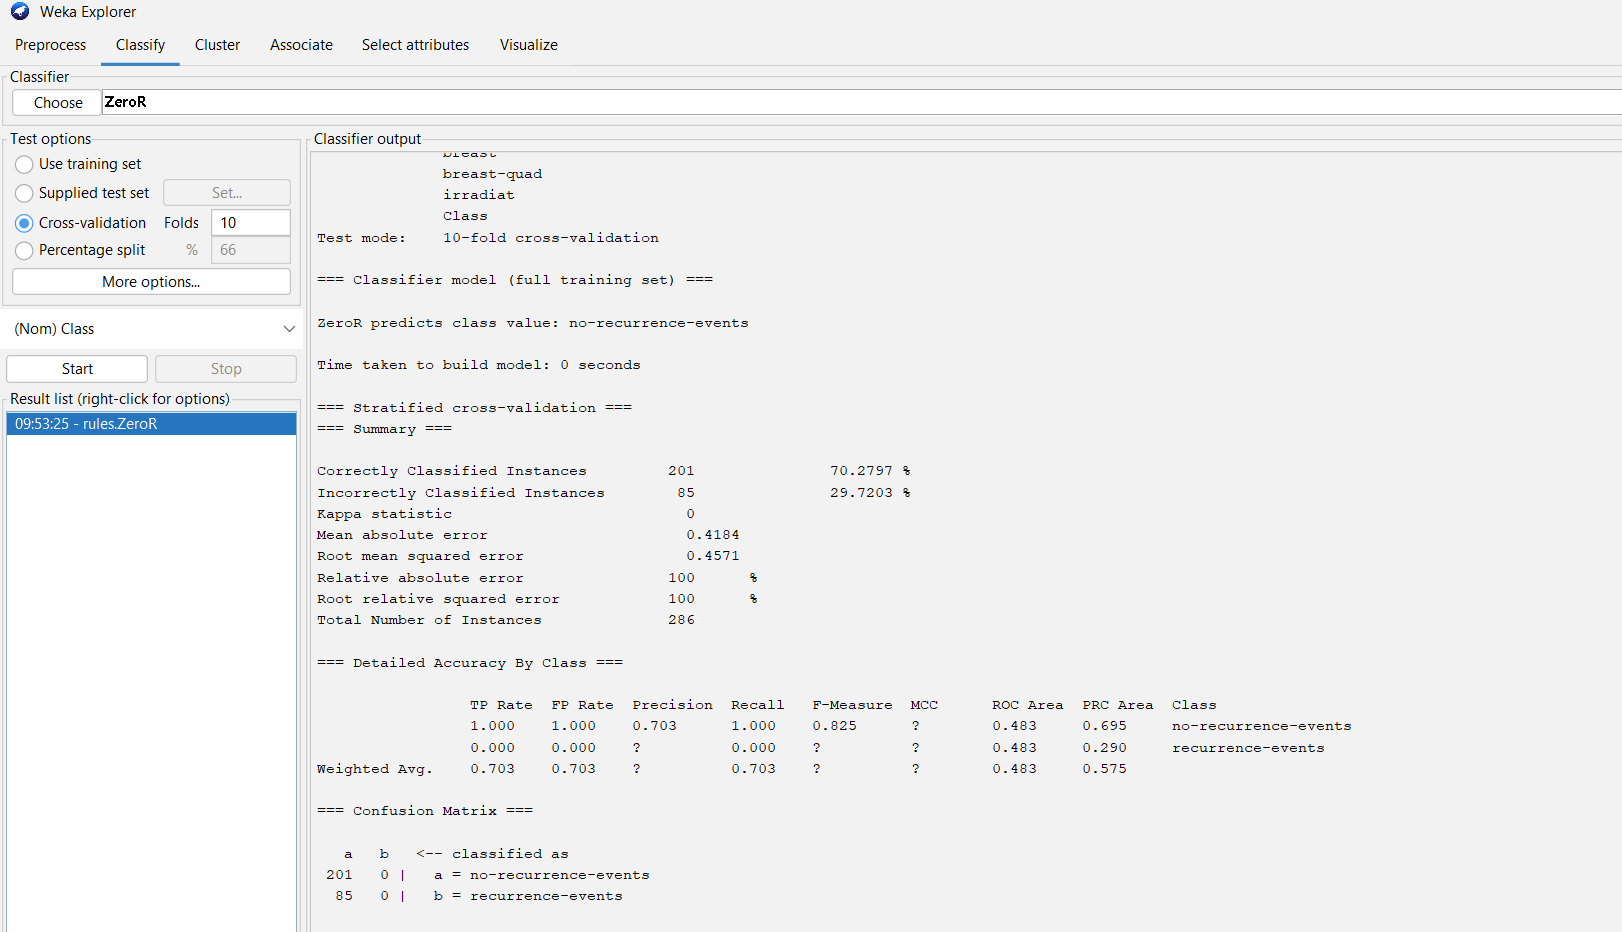 Weka Explorer
Preprocess Classify Cluster Associate Select attributes Visualize
Classifier
Choose ZeroR
Test options
Use training set
Supplied test set Set...
Cross-validation Folds 10
Percentage split % 66
More options...
(Nom) Class
Start Stop
Result list (right-click for options)
09:53:25 - rules.ZeroR
Classifier output
breast
breast-quad
irradiat
Class
Test mode: 10-fold cross-validation
=== Classifier model (full training set) ===
ZeroR predicts class value: no-recurrence-events
Time taken to build model: 0 seconds
=== Stratified cross-validation ===
=== Summary ===
Correctly Classified Instances 201 70.2797 %
Incorrectly Classified Instances 85 29.7203 %
Kappa statistic 0
Mean absolute error 0.4184
Root mean squared error 0.4571
Relative absolute error 100 %
Root relative squared error 100 %
Total Number of Instances 286
=== Detailed Accuracy By Class ===
TP Rate FP Rate Precision Recall F-Measure MCC ROC Area PRC Area Class
1.000 1.000 0.703 1.000 0.825 ? 0.483 0.695 no-recurrence-events
0.000 0.000 ? 0.000 ? ? 0.483 0.290 recurrence-events
Weighted Avg. 0.703 0.703 ? 0.703 ? ? 0.483 0.575
=== Confusion Matrix ===
a b <-- classified as
201 0 | a = no-recurrence-events
85 0 | b = recurrence-events